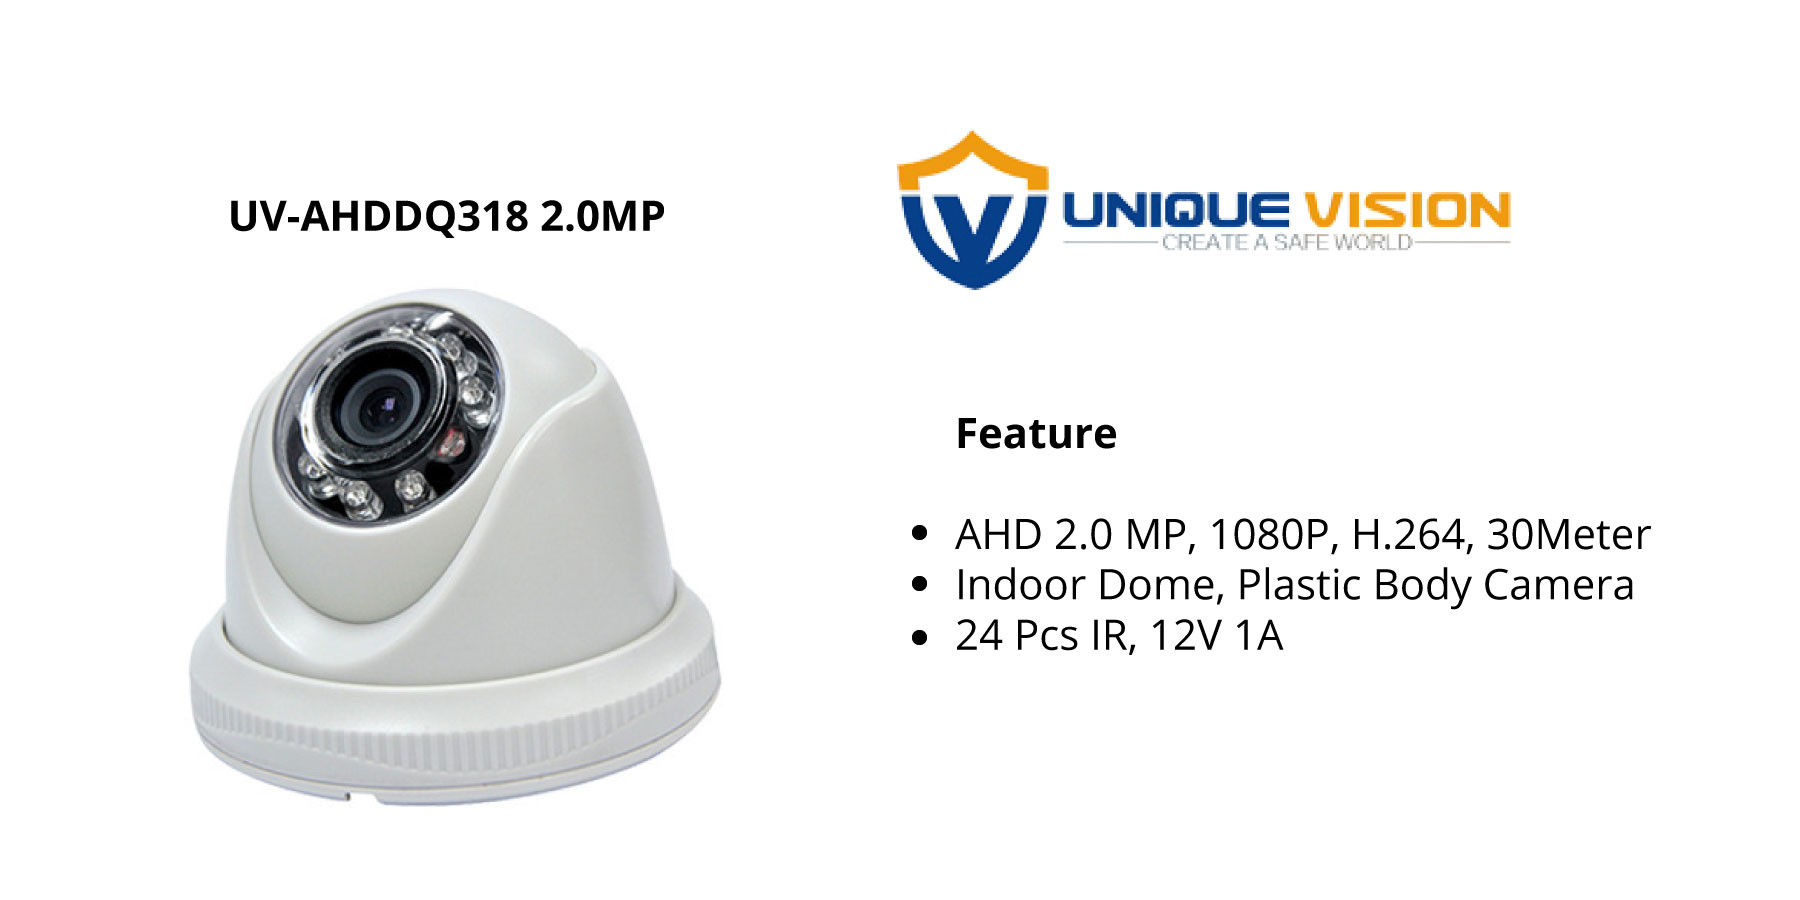 UV-AHDDQ318 2.0MP
UNIQUE VISION
CREATE A SAFE WORLD
Feature
• AHD 2.0 MP, 1080P, H.264, 30Meter
• Indoor Dome, Plastic Body Camera
• 24 Pcs IR, 12V 1A